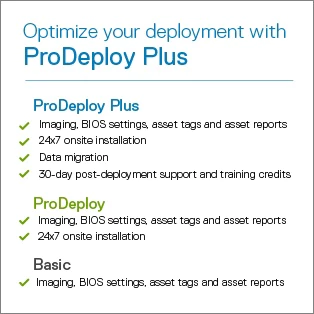 Optimize your deployment with
ProDeploy Plus
ProDeploy Plus
Imaging, BIOS settings, asset tags and asset reports
24x7 onsite installation
Data migration
30-day post-deployment support and training credits
ProDeploy
Imaging, BIOS settings, asset tags and asset reports
24x7 onsite installation
Basic
Imaging, BIOS settings, asset tags and asset reports